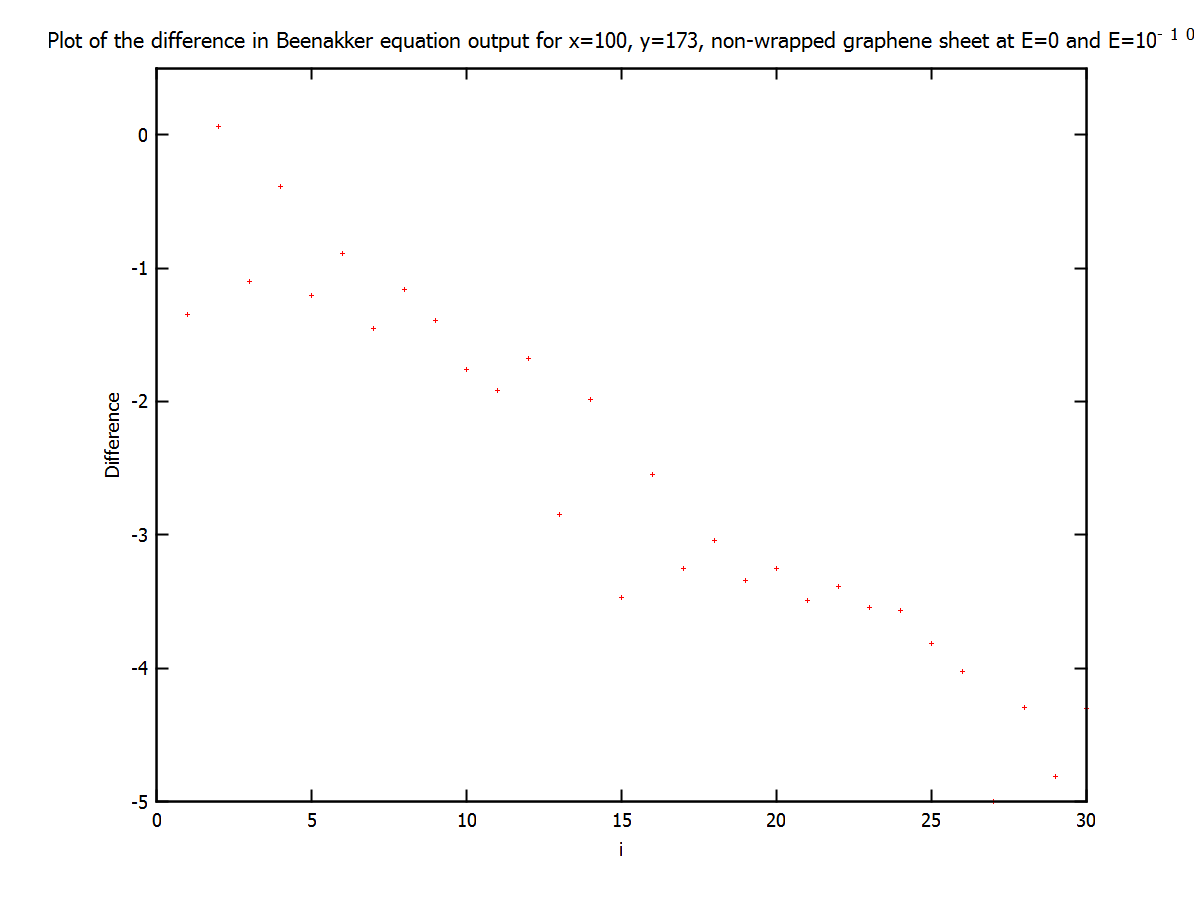 Plot of the difference in Beenakker equation output for x=100, y=173, non-wrapped graphene sheet at E=0 and E=10- 1 0
0
-1
-2
-3
-4
-5
Difference
0 5 10 15 20 25 30
i